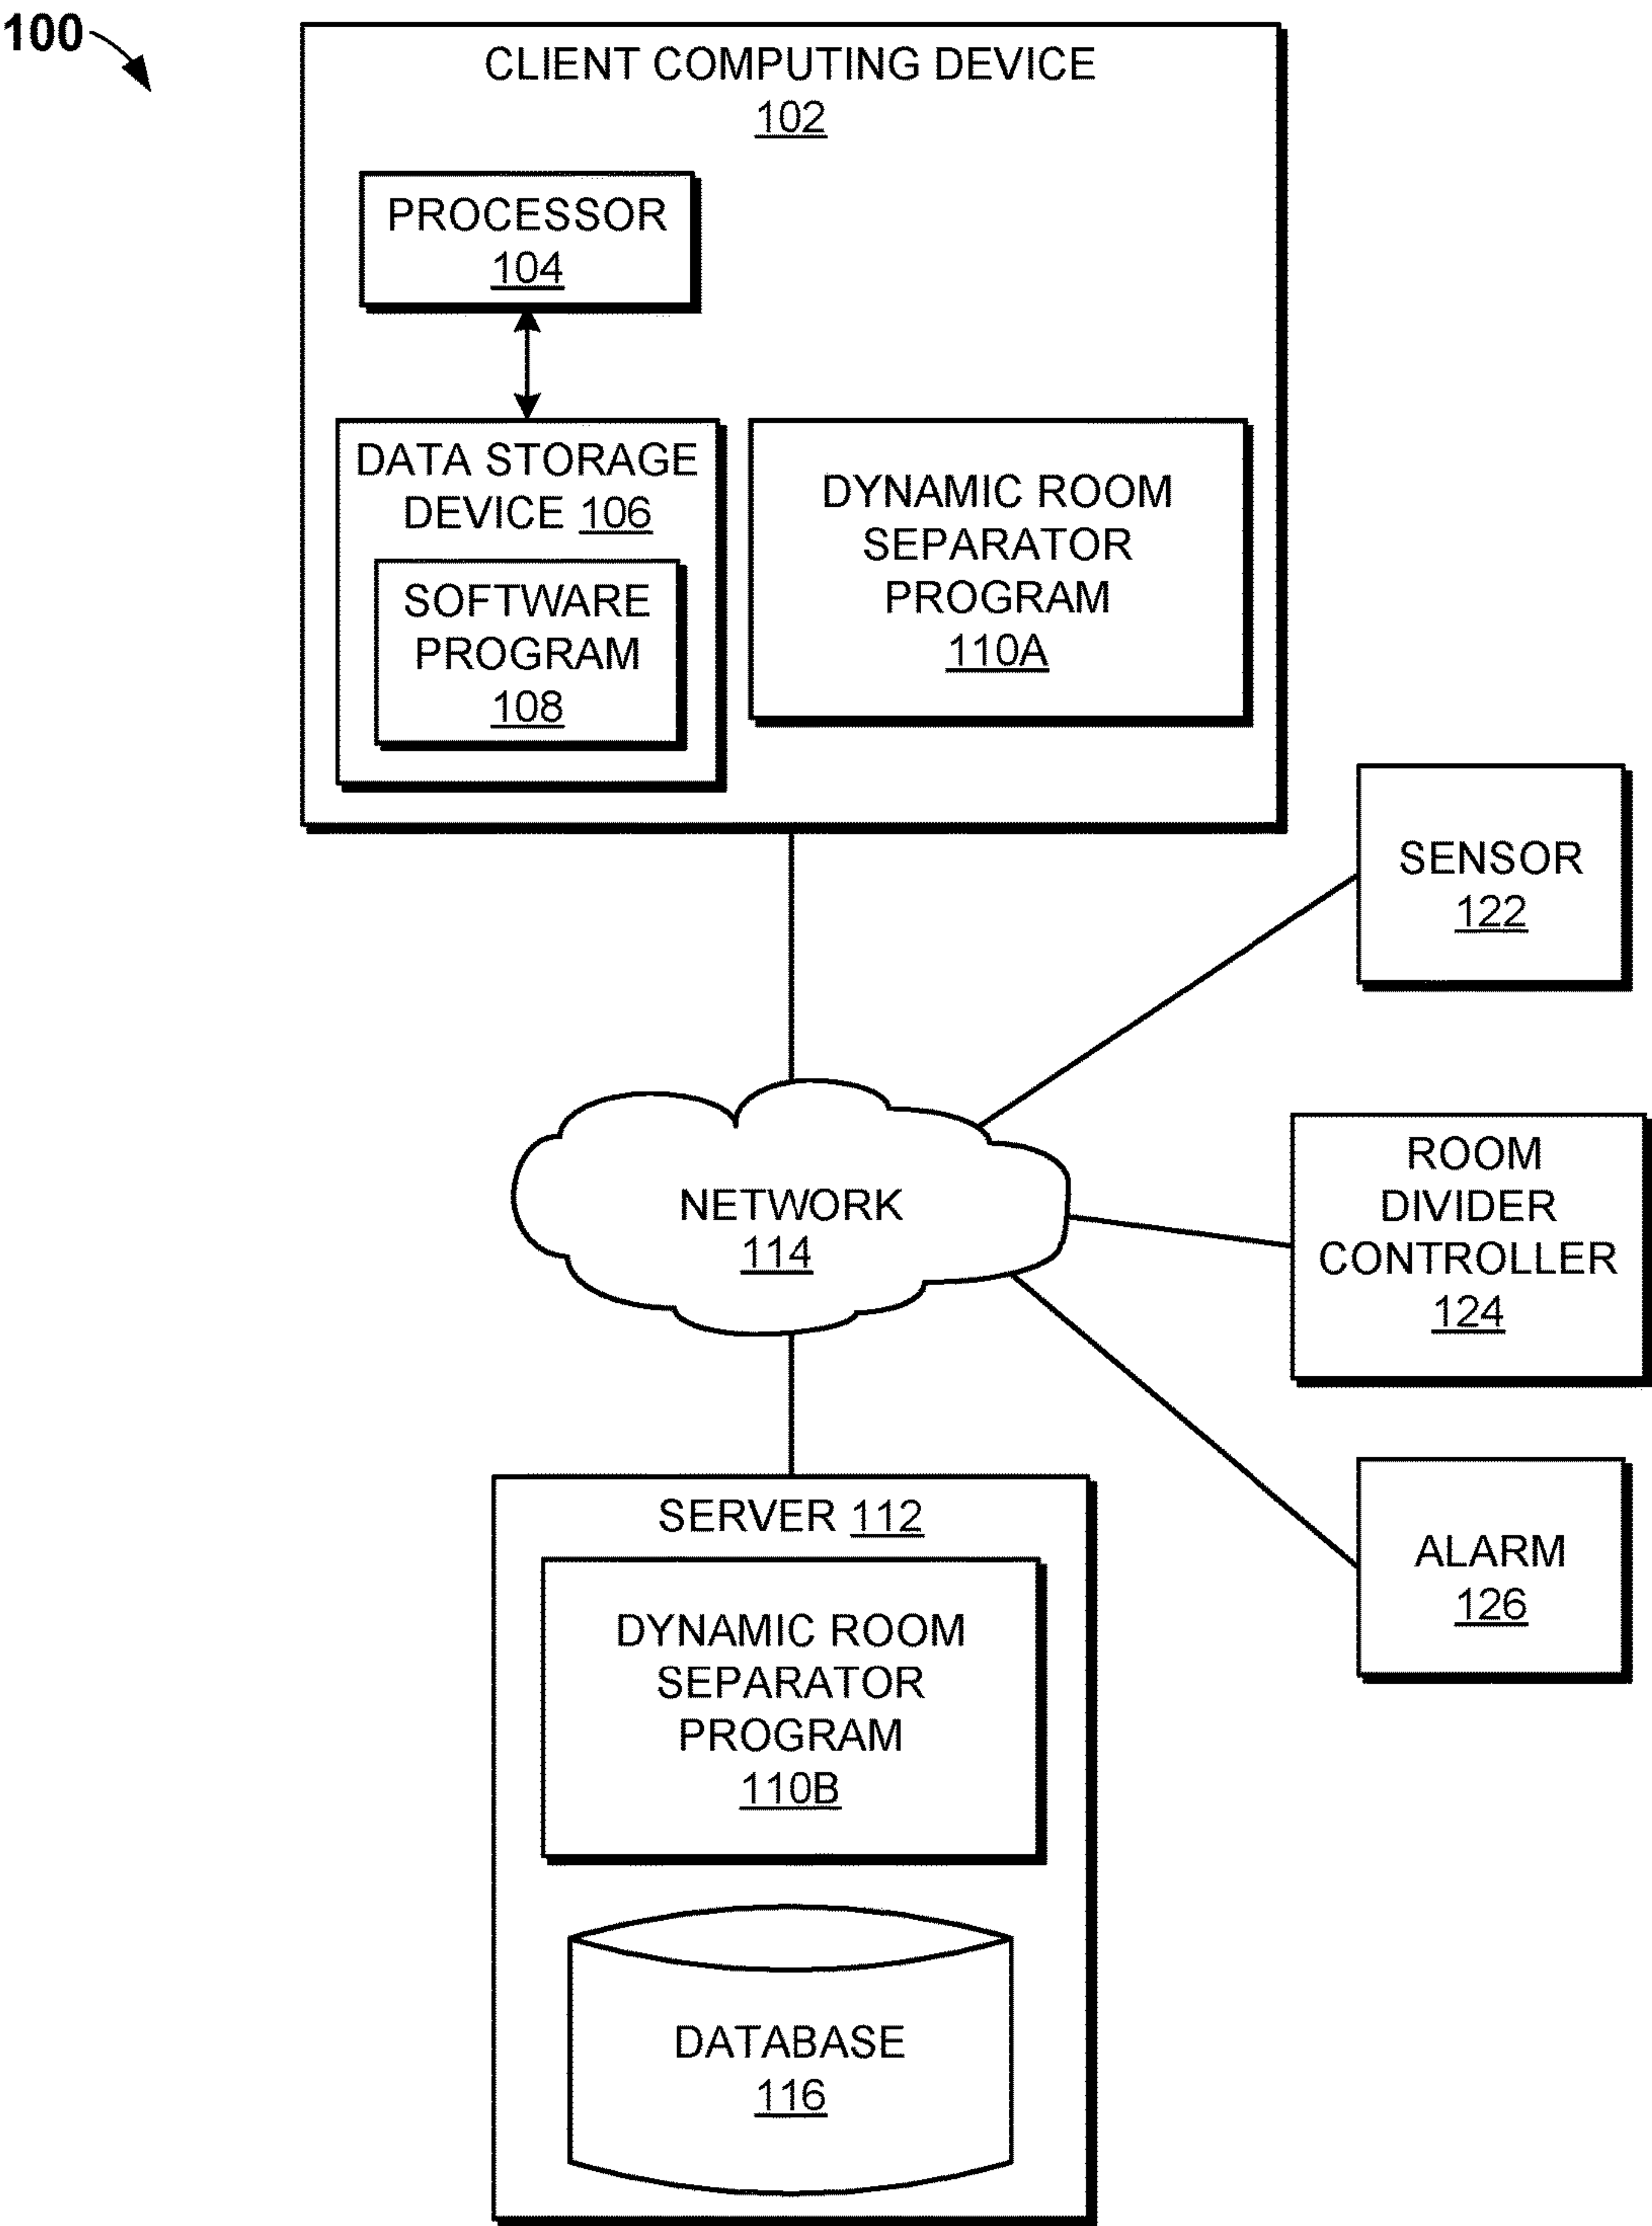 100
CLIENT COMPUTING DEVICE
102
PROCESSOR
104
DATA STORAGE
DEVICE 106
SOFTWARE
PROGRAM
108
DYNAMIC ROOM
SEPARATOR
PROGRAM
110A
SENSOR
122
NETWORK
114
ROOM
DIVIDER
CONTROLLER
124
ALARM
126
SERVER 112
DYNAMIC ROOM
SEPARATOR
PROGRAM
110B
DATABASE
116